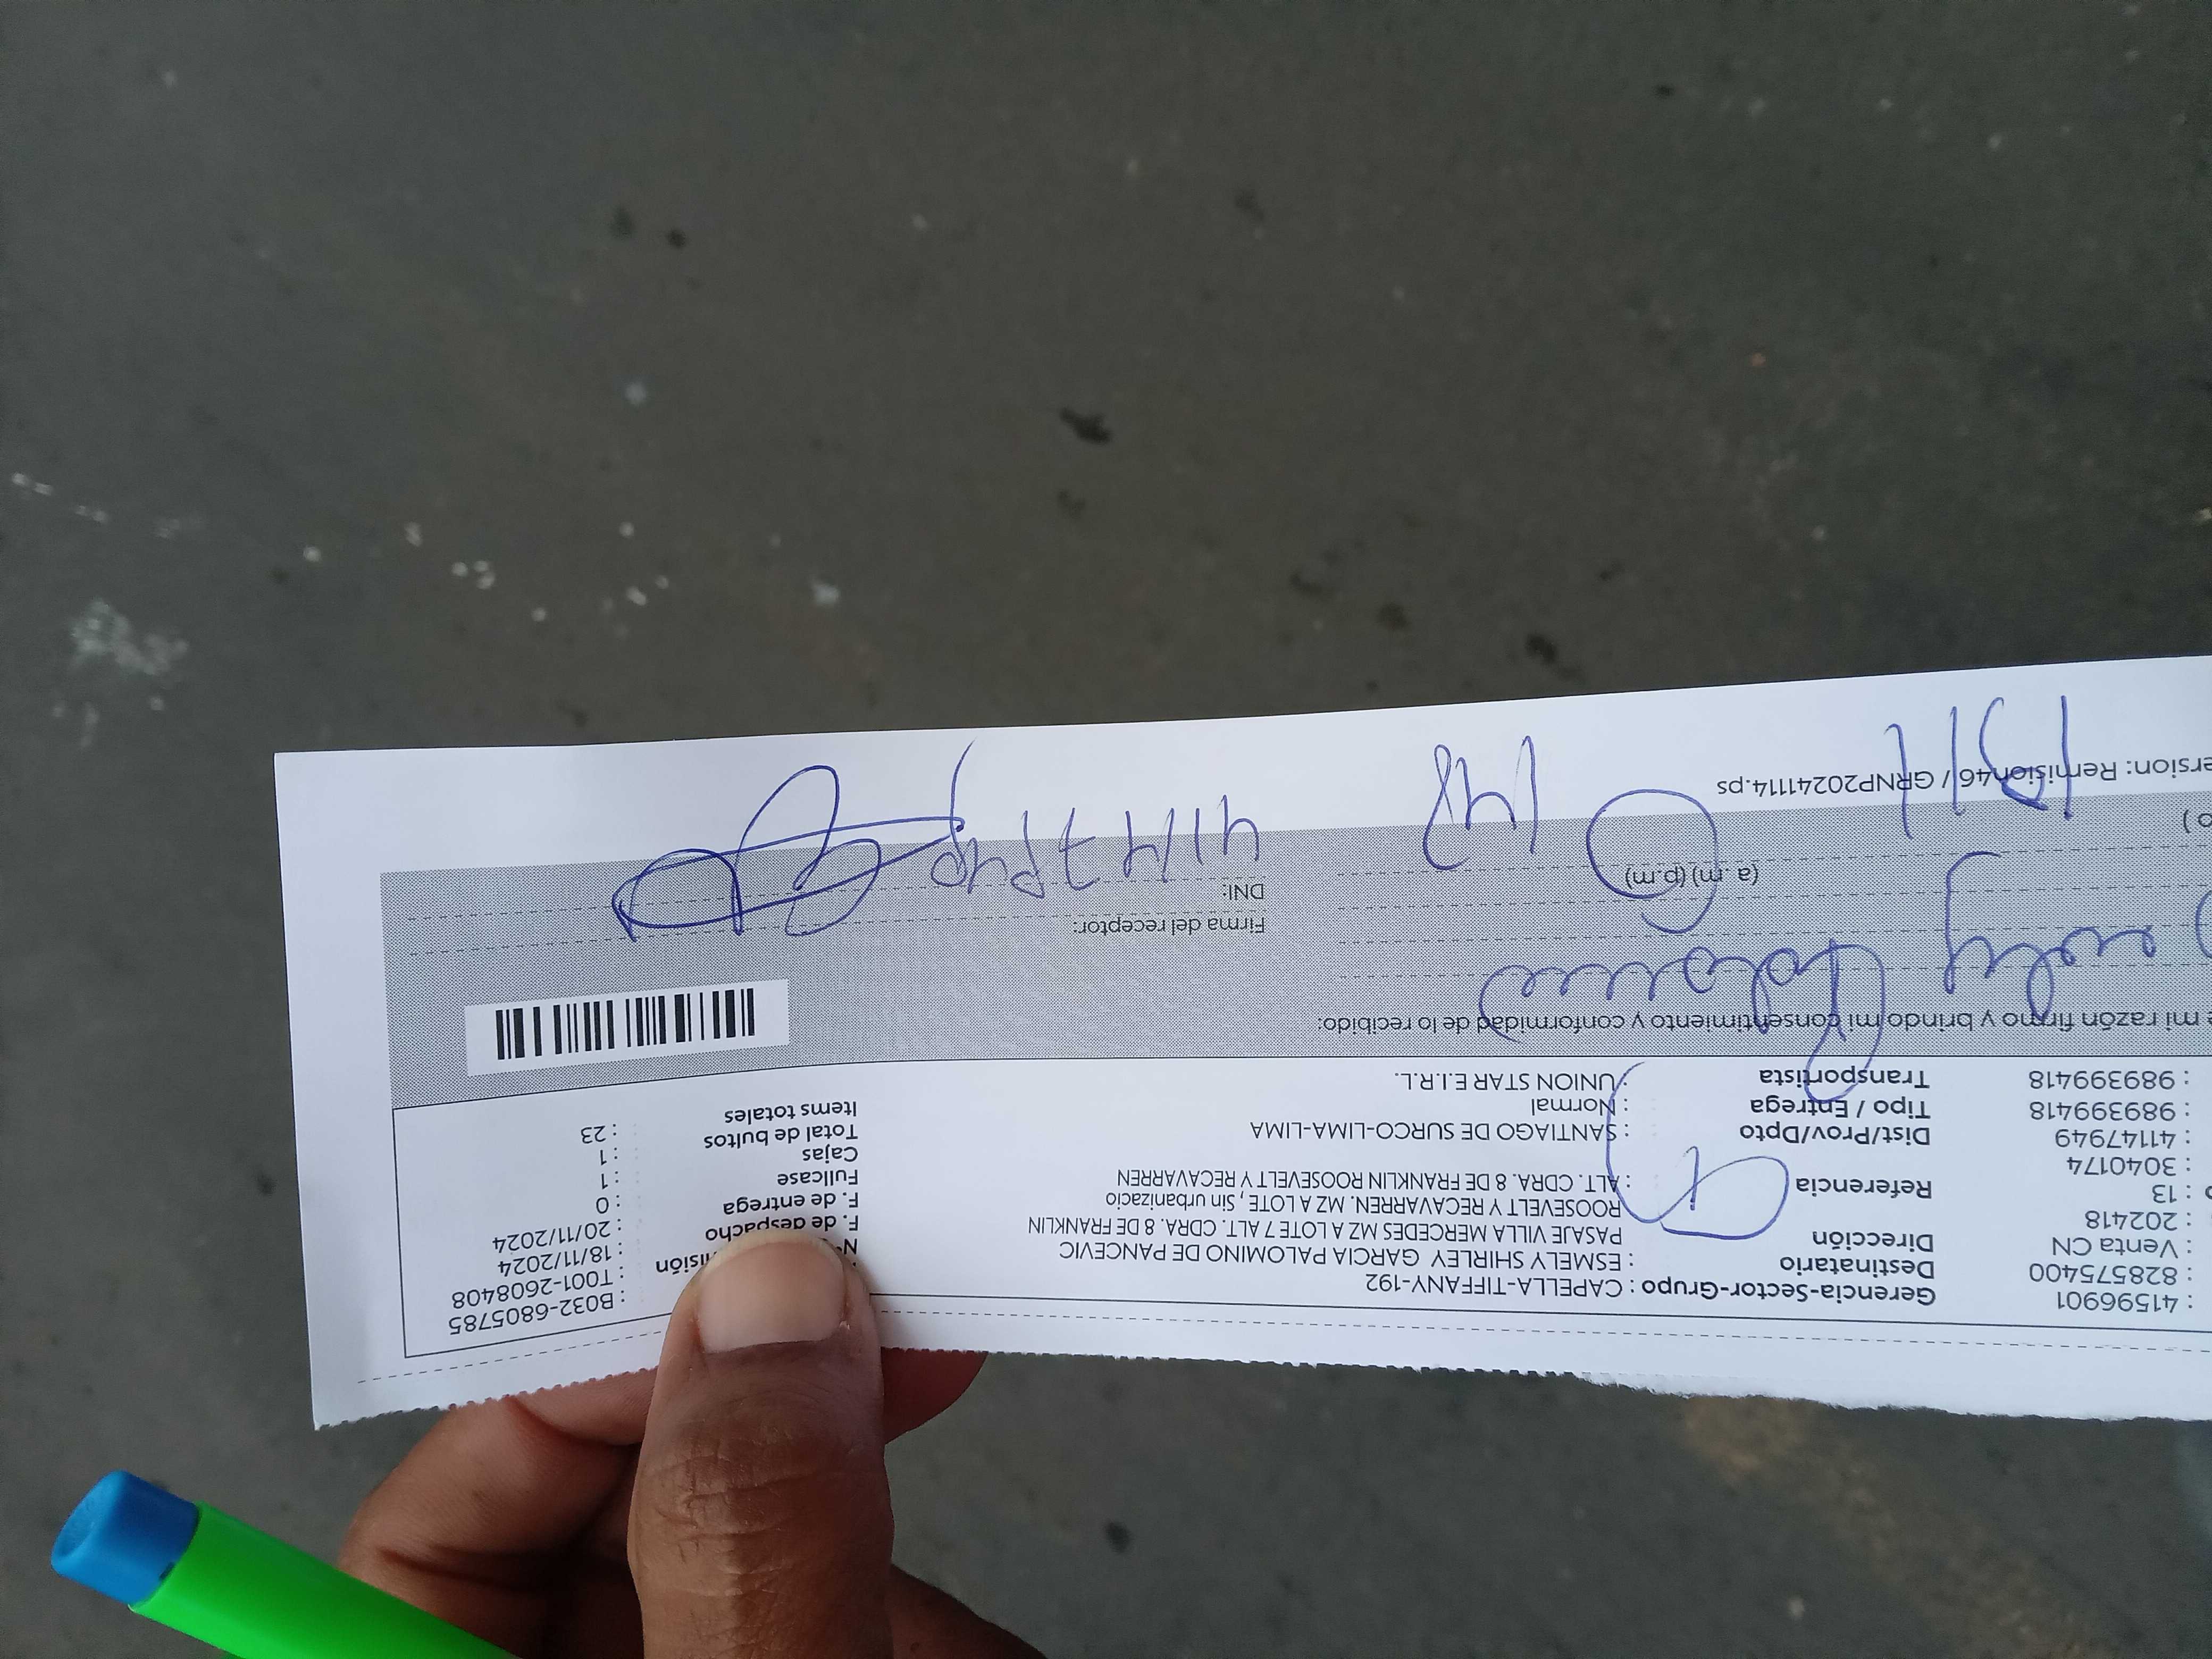 : 41596901
: 828575400
: Venta CN
: 202418
: 13
: 3040174
: 41147949
: 989399418
: 989399418
Gerencia-Sector-Grupo : CAPELLA-TIFFANY-192
Destinatario : ESMELY SHIRLEY GARCIA PALOMINO DE PANCEVIC
Dirección PASAJE VILLA MERCEDES MZ A LOTE 7 ALT. CDRA. 8 DE FRANKLIN
ROOSEVELT Y RECAVARREN. MZ A LOTE , Sin urbanizacio
Referencia : ALT. CDRA. 8 DE FRANKLIN ROOSEVELT Y RECAVARREN
Dist/Prov/Dpto : SANTIAGO DE SURCO-LIMA-LIMA
Tipo / Entrega : Normal
Transportista : UNION STAR E.I.R.L.
: B032-6805785
: T001-2608408
F. de despacho : 18/11/2024
F. de entrega : 20/11/2024
Fullcase : 0
Cajas : 1
Total de bultos : 1
Items totales : 23
mi razón firmo y brindo mi consentimiento y conformidad de lo recibido:
Firma del receptor:
DNI:
41147949
(a.m) (p.m)
148
Remision46 / GRNP20241114.ps